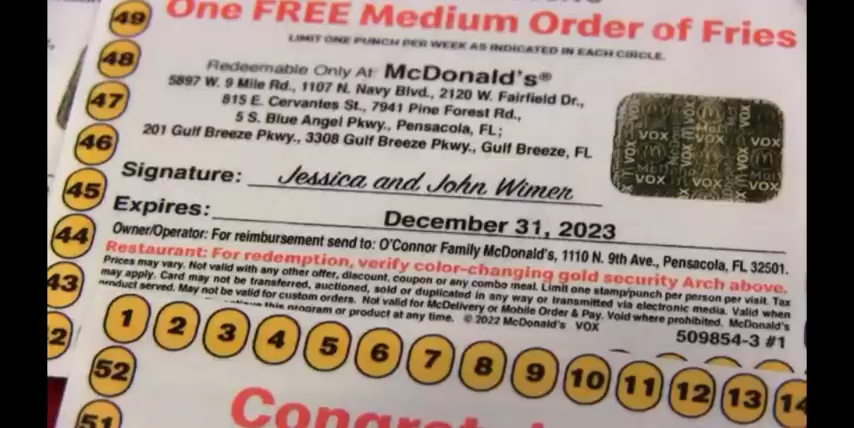 One FREE Medium Order of Fries
LIMIT ONE PUNCH PER WEEK AS INDICATED IN EACH CIRCLE.
Redeemable Only At: McDonald's®
5897 W. 9 Mile Rd., 1107 N. Navy Blvd., 2120 W. Fairfield Dr.,
815 E. Cervantes St., 7941 Pine Forest Rd.,
5 S. Blue Angel Pkwy., Pensacola, FL;
201 Gulf Breeze Pkwy., 3308 Gulf Breeze Pkwy., Gulf Breeze, FL
VOX VOX VOX VOX
Signature: Jessica and John Wimer
Expires: December 31, 2023
Owner/Operator: For reimbursement send to: O'Connor Family McDonald's, 1110 N. 9th Ave., Pensacola, FL 32501.
Restaurant: For redemption, verify color-changing gold security Arch above.
Prices may vary. Not valid with any other offer, discount, coupon or any combo meal. Limit one stamp/punch per person per visit. Tax
may apply. Card may not be transferred, auctioned, sold or duplicated in any way or transmitted via electronic media. Valid when
product served. May not be valid for custom orders. Not valid for McDelivery or Mobile Order & Pay. Void where prohibited. McDonald's
this program or product at any time. © 2022 McDonald's VOX
509854-3 #1
49
48
47
46
45
44
43
1 2 3 4 5 6 7 8 9 10 11 12 13 14
52
51